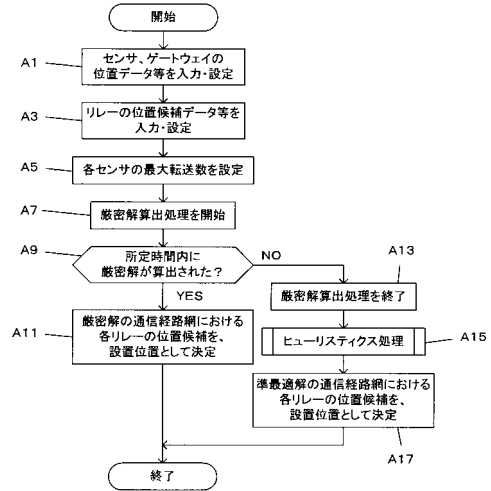 開始
A1
センサ、ゲートウェイの
位置データ等を入力・設定
A3
リレーの位置候補データ等を
入力・設定
A5
各センサの最大転送数を設定
A7
厳密解算出処理を開始
A9
所定時間内に
厳密解が算出された?
NO
YES
A13
厳密解算出処理を終了
A11
厳密解の通信経路網における
各リレーの位置候補を、
設置位置として決定
ヒューリスティクス処理
A15
準最適解の通信経路網における
各リレーの位置候補を、
設置位置として決定
A17
終了